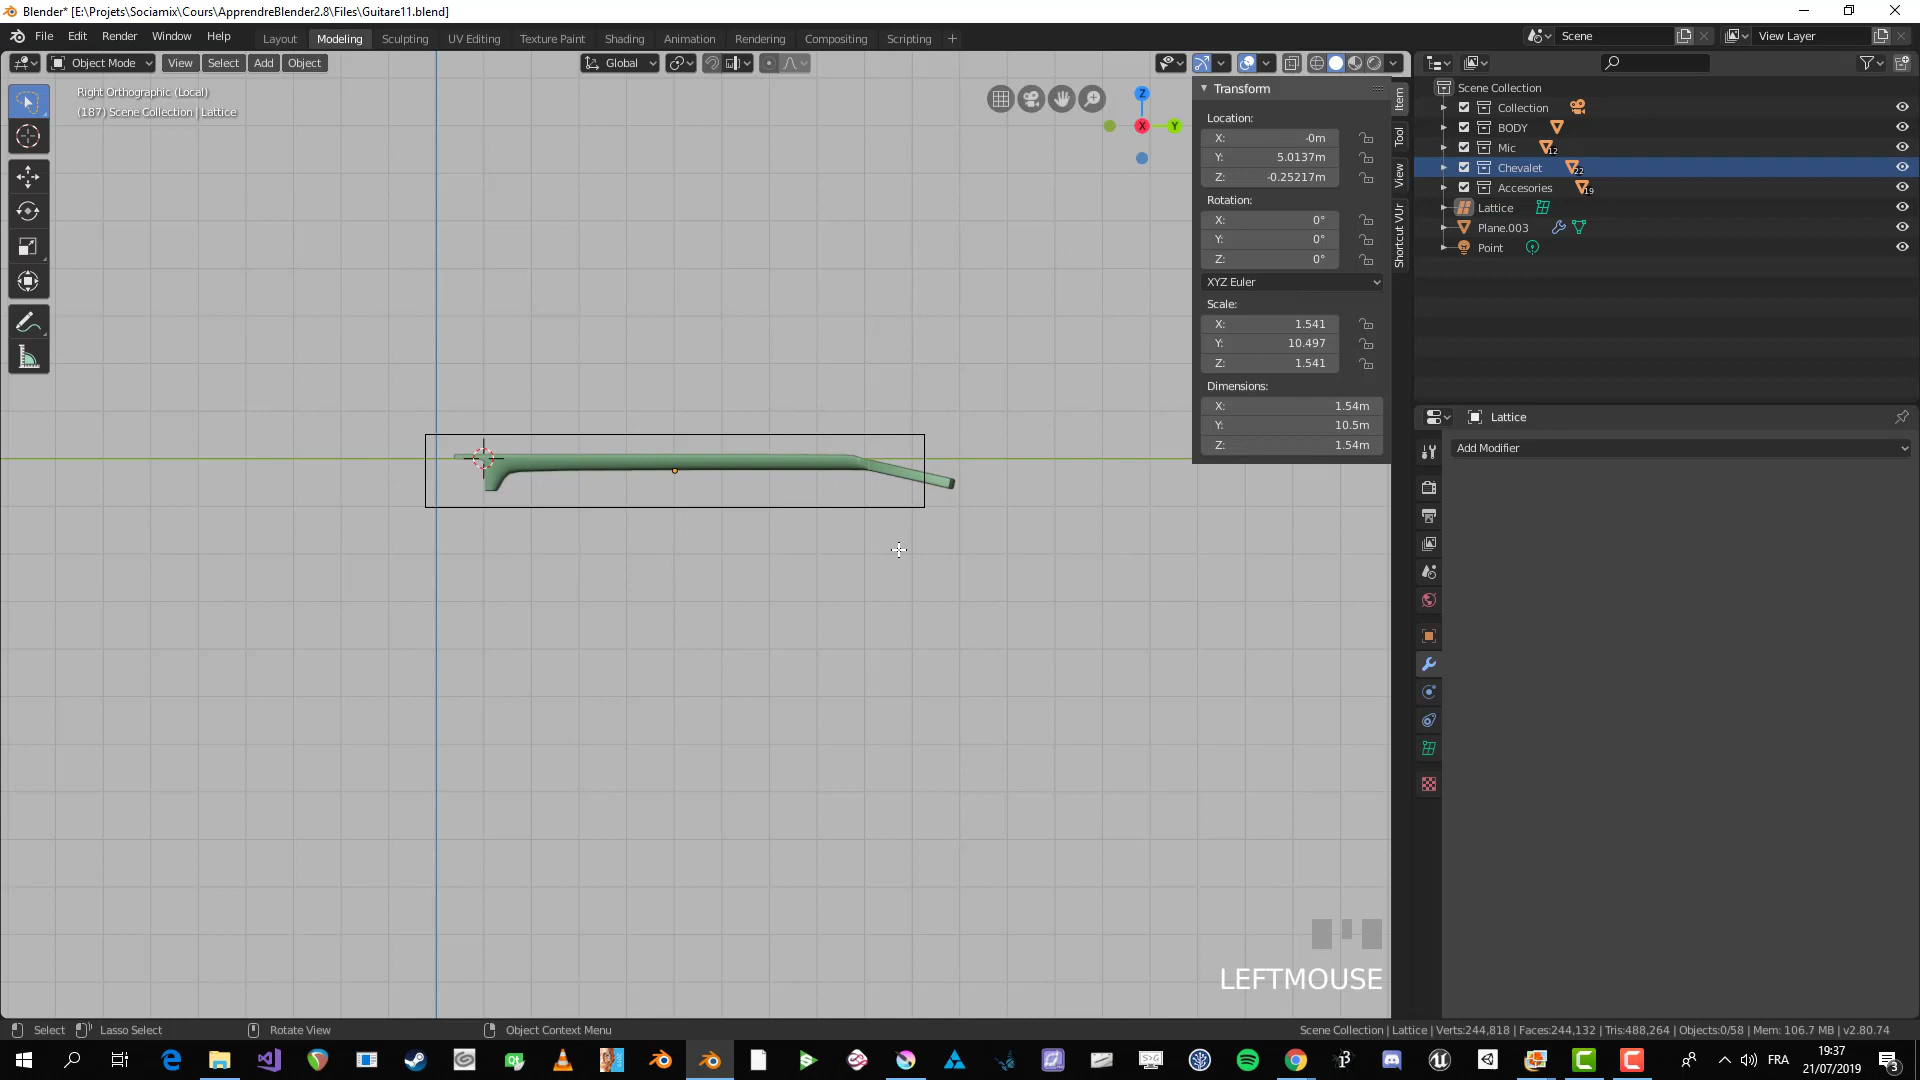 Blender* [E:\Projets\Sociamix\Cours\ApprendreBlender2.8\Files\Guitare11.blend]
File Edit Render Window Help Layout Modeling Sculpting UV Editing Texture Paint Shading Animation Rendering Compositing Scripting + Scene View Layer
Object Mode View Select Add Object Global
Right Orthographic (Local)
(187) Scene Collection | Lattice
Z
Y
X
Transform
Location:
X: -0m
Y: 5.0137m
Z: -0.25217m
Rotation:
X: 0°
Y: 0°
Z: 0°
XYZ Euler
Scale:
X: 1.541
Y: 10.497
Z: 1.541
Dimensions:
X: 1.54m
Y: 10.5m
Z: 1.54m
Item
Tool
View
Shortcut VUr
Scene Collection
Collection
BODY
Mic 12
Chevalet 22
Accesories 19
Lattice
Plane.003
Point
Lattice
Add Modifier
LEFTMOUSE
Select Lasso Select Rotate View Object Context Menu Scene Collection | Lattice | Verts:244,818 | Faces:244,132 | Tris:488,264 | Objects:0/58 | Mem: 106.7 MB | v2.80.74
FRA 19:37
21/07/2019 3